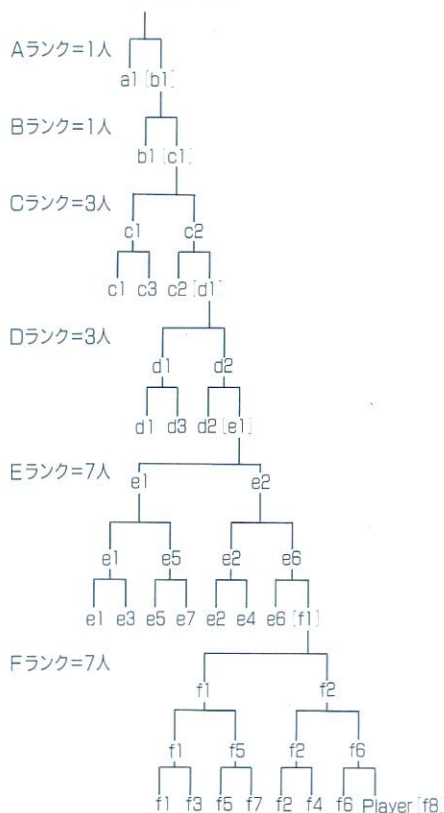 Aランク=1人
a1 [b1]
Bランク=1人
b1 [c1]
Cランク=3人
c1 c2
c1 c3 c2 [d1]
Dランク=3人
d1 d2
d1 d3 d2 [e1]
Eランク=7人
e1 e2
e1 e5 e2 e6
e1 e3 e5 e7 e2 e4 e6 [f1]
Fランク=7人
f1 f2
f1 f5 f2 f6
f1 f3 f5 f7 f2 f4 f6 Player [f8